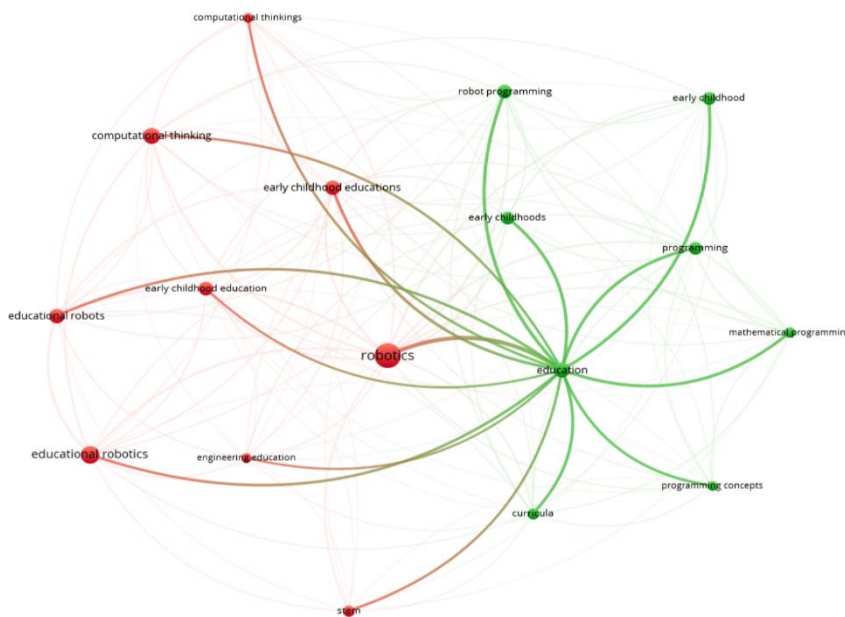 computational thinkings
robot programming
early childhood
computational thinking
early childhood educations
early childhoods
programming
early childhood education
educational robots
mathematical programmin
robotics
education
educational robotics
engineering education
programming concepts
curricula
stem